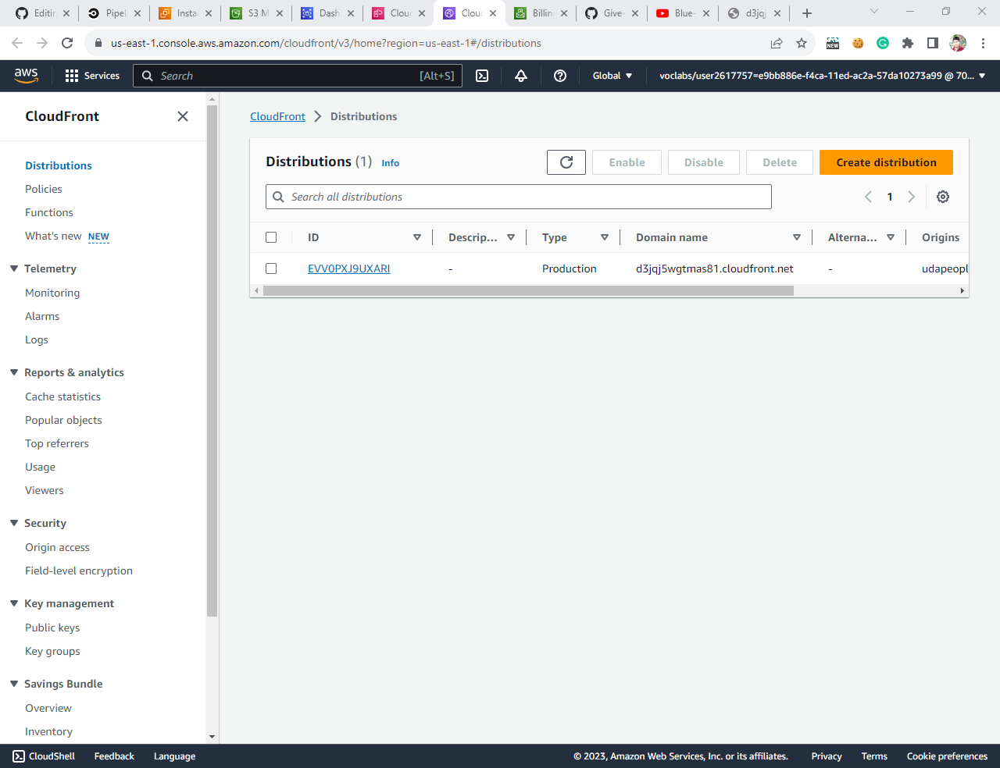 Editin
Pipeli
Instan
S3 M
Dash
Cloud
Clou
Billin
Give-
Blue-
d3jqj
us-east-1.console.aws.amazon.com/cloudfront/v3/home?region=us-east-1#/distributions
aws
Services
Search [Alt+S]
Global
voclabs/user2617757=e9bb886e-f4ca-11ed-ac2a-57da10273a99 @ 70...
CloudFront
Distributions
Policies
Functions
What's new NEW
Telemetry
Monitoring
Alarms
Logs
Reports & analytics
Cache statistics
Popular objects
Top referrers
Usage
Viewers
Security
Origin access
Field-level encryption
Key management
Public keys
Key groups
Savings Bundle
Overview
Inventory
CloudFront > Distributions
Distributions (1) Info
Enable
Disable
Delete
Create distribution
Search all distributions
1
ID Descrip... Type Domain name Alterna... Origins
EVV0PXJ9UXARI - Production d3jqj5wgtmas81.cloudfront.net - udapeopl
CloudShell Feedback Language
© 2023, Amazon Web Services, Inc. or its affiliates. Privacy Terms Cookie preferences